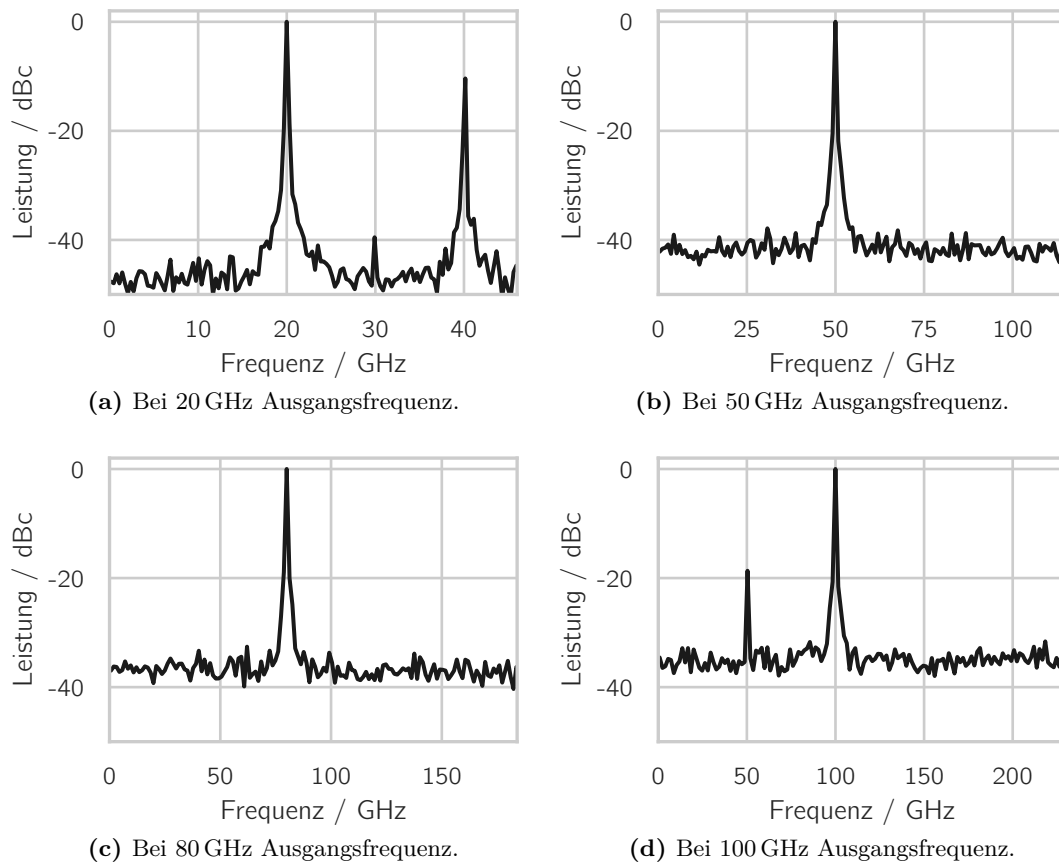 0
-20
-40
Leistung / dBc
0 10 20 30 40
Frequenz / GHz
(a) Bei 20 GHz Ausgangsfrequenz.
0
-20
-40
Leistung / dBc
0 25 50 75 100
Frequenz / GHz
(b) Bei 50 GHz Ausgangsfrequenz.
0
-20
-40
Leistung / dBc
0 50 100 150
Frequenz / GHz
(c) Bei 80 GHz Ausgangsfrequenz.
0
-20
-40
Leistung / dBc
0 50 100 150 200
Frequenz / GHz
(d) Bei 100 GHz Ausgangsfrequenz.